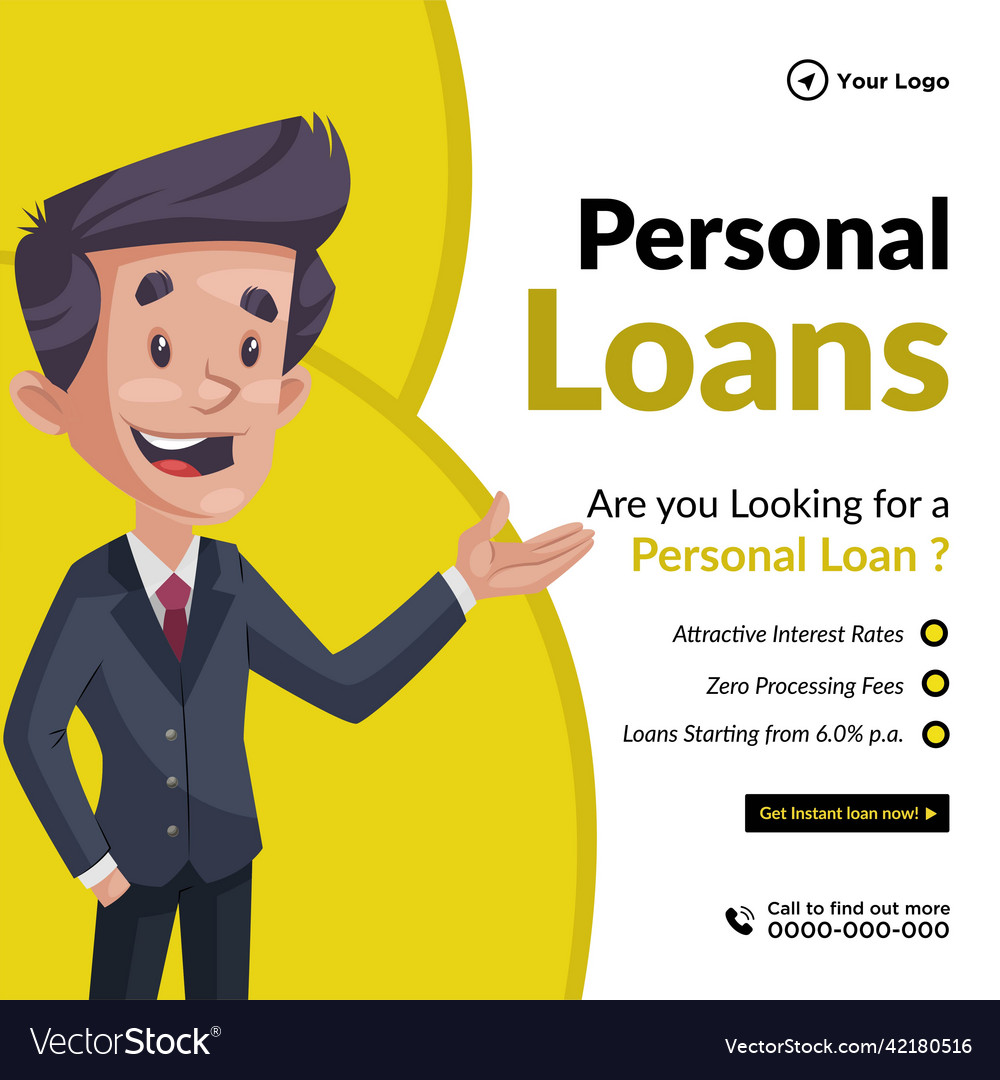 Your Logo
Personal
Loans
Are you Looking for a
Personal Loan ?
Attractive Interest Rates
Zero Processing Fees
Loans Starting from 6.0% p.a.
Get Instant loan now!
Call to find out more
0000-000-000
VectorStock®
VectorStock.com/42180516